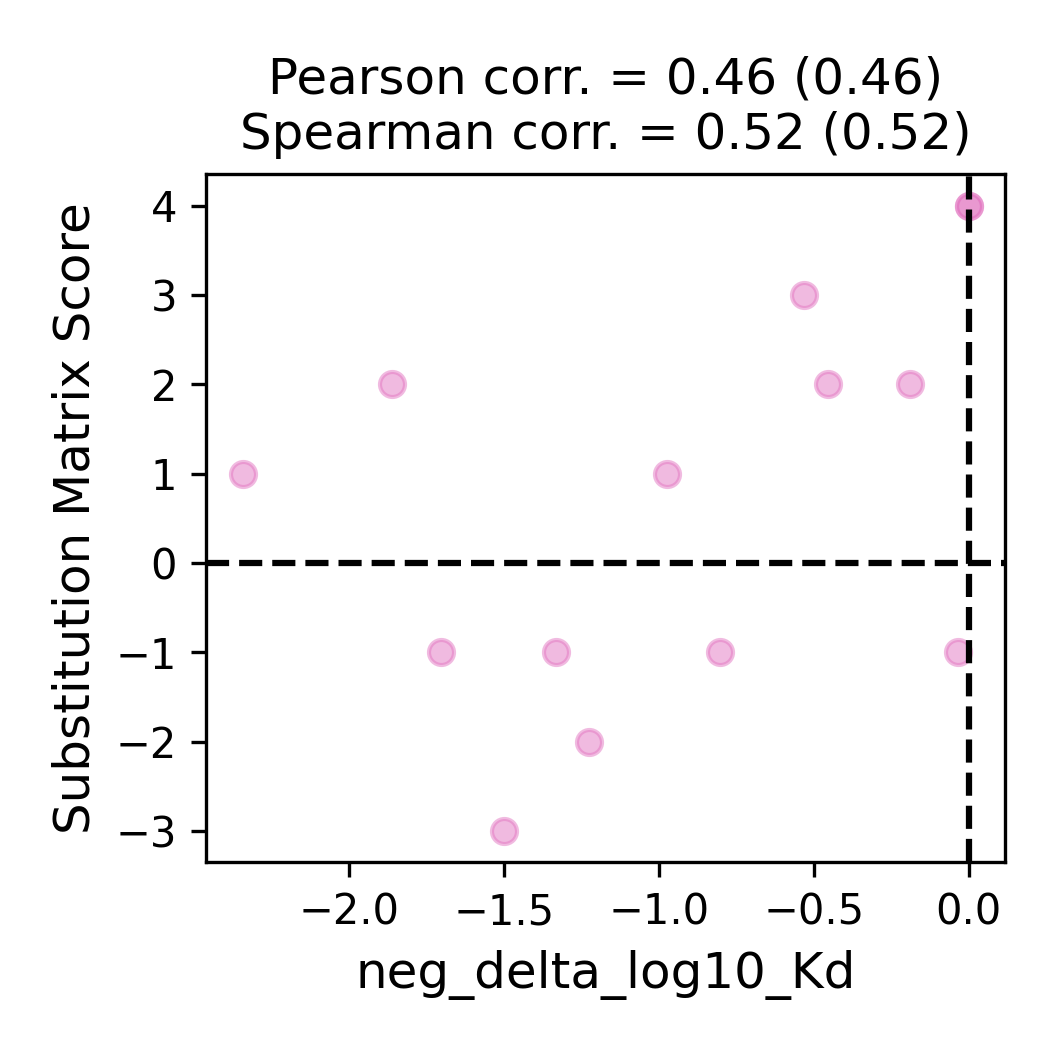 Pearson corr. = 0.46 (0.46)
Spearman corr. = 0.52 (0.52)
Substitution Matrix Score
4
3
2
1
0
−1
−2
−3
−2.0 −1.5 −1.0 −0.5 0.0
neg_delta_log10_Kd